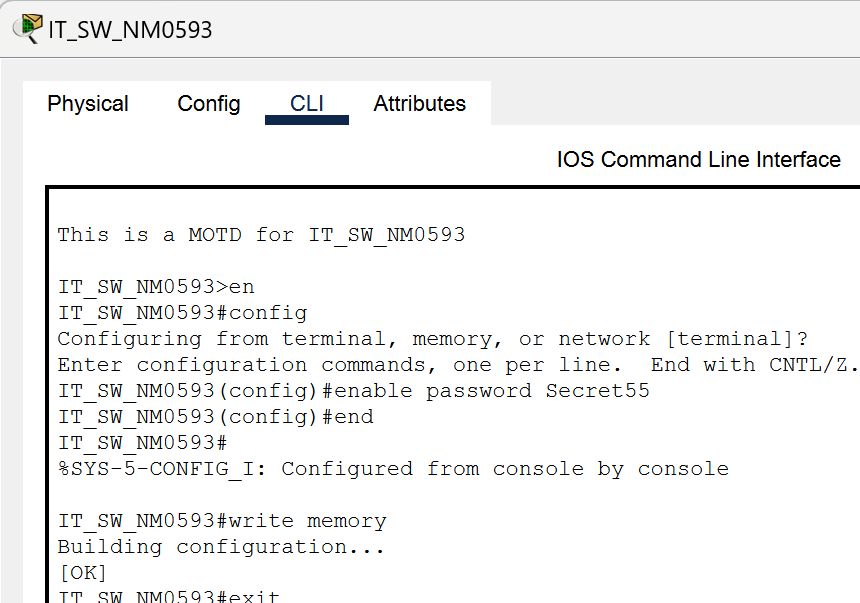 IT_SW_NM0593
Physical Config CLI Attributes
IOS Command Line Interface
This is a MOTD for IT_SW_NM0593
IT_SW_NM0593>en
IT_SW_NM0593#config
Configuring from terminal, memory, or network [terminal]?
Enter configuration commands, one per line.  End with CNTL/Z.
IT_SW_NM0593(config)#enable password Secret55
IT_SW_NM0593(config)#end
IT_SW_NM0593#
%SYS-5-CONFIG_I: Configured from console by console
IT_SW_NM0593#write memory
Building configuration...
[OK]
IT_SW_NM0593#exit